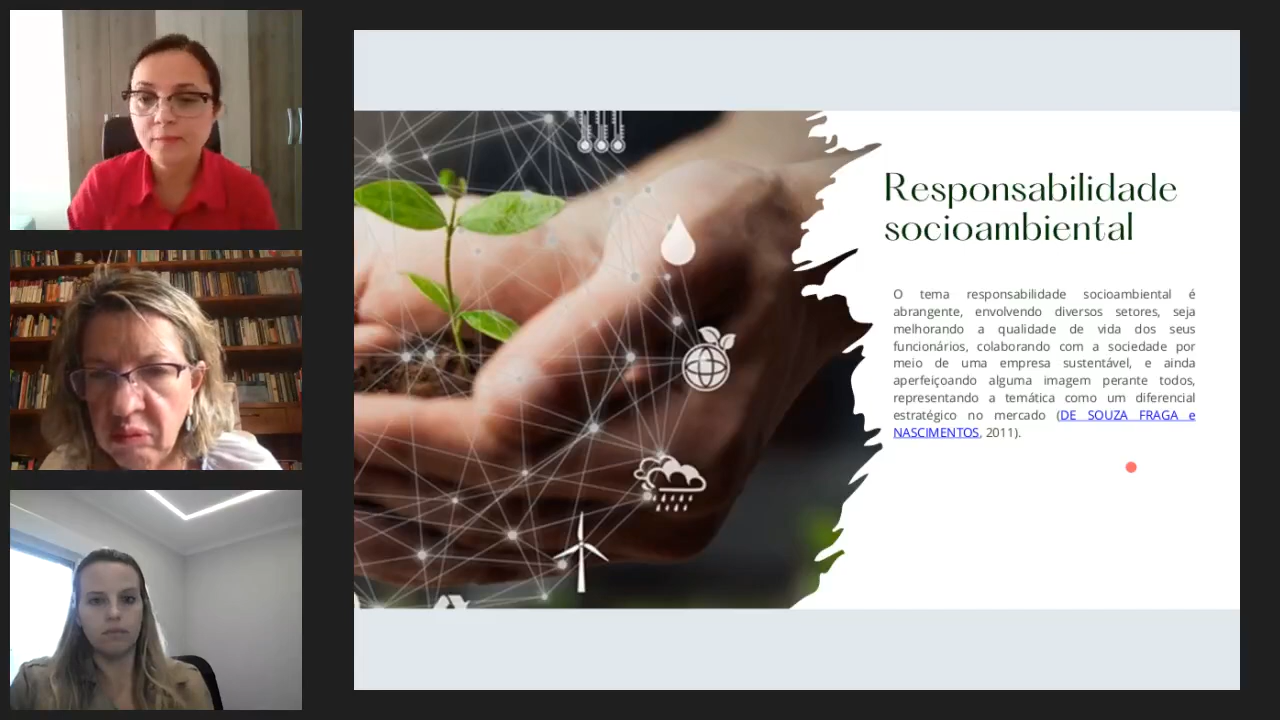 Responsabilidade
socioambiental
O tema responsabilidade socioambiental é
abrangente, envolvendo diversos setores, seja
melhorando a qualidade de vida dos seus
funcionários, colaborando com a sociedade por
meio de uma empresa sustentável, e ainda
aperfeiçoando alguma imagem perante todos,
representando a temática como um diferencial
estratégico no mercado (DE SOUZA FRAGA e
NASCIMENTOS, 2011).